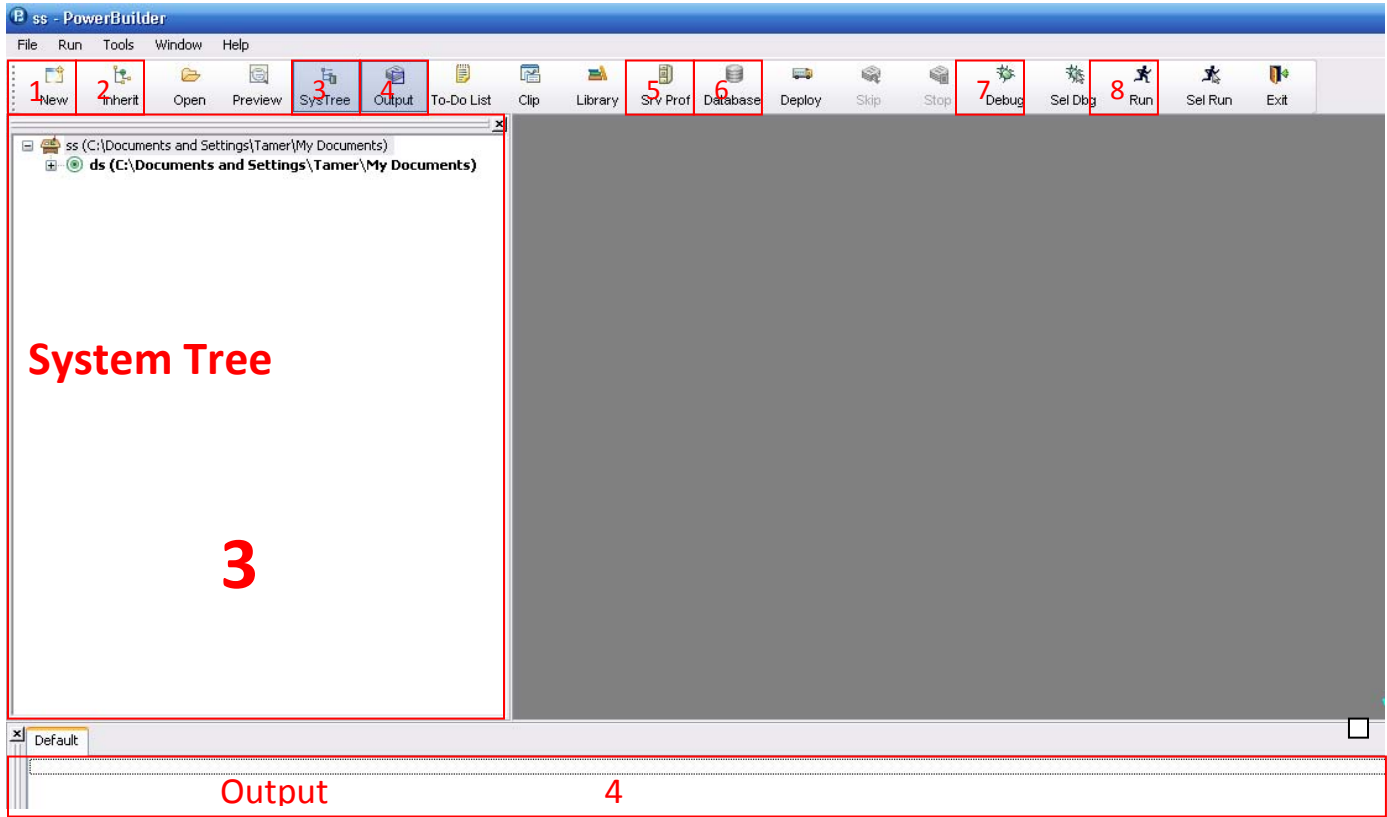 ss - PowerBuilder
File Run Tools Window Help
1 2 3 4 5 6 7 8
New Inherit Open Preview SysTree Output To-Do List Clip Library Srv Prof Database Deploy Skip Stop Debug Sel Dbg Run Sel Run Exit
ss (C:\Documents and Settings\Tamer\My Documents)
ds (C:\Documents and Settings\Tamer\My Documents)
System Tree
3
Default
Output 4